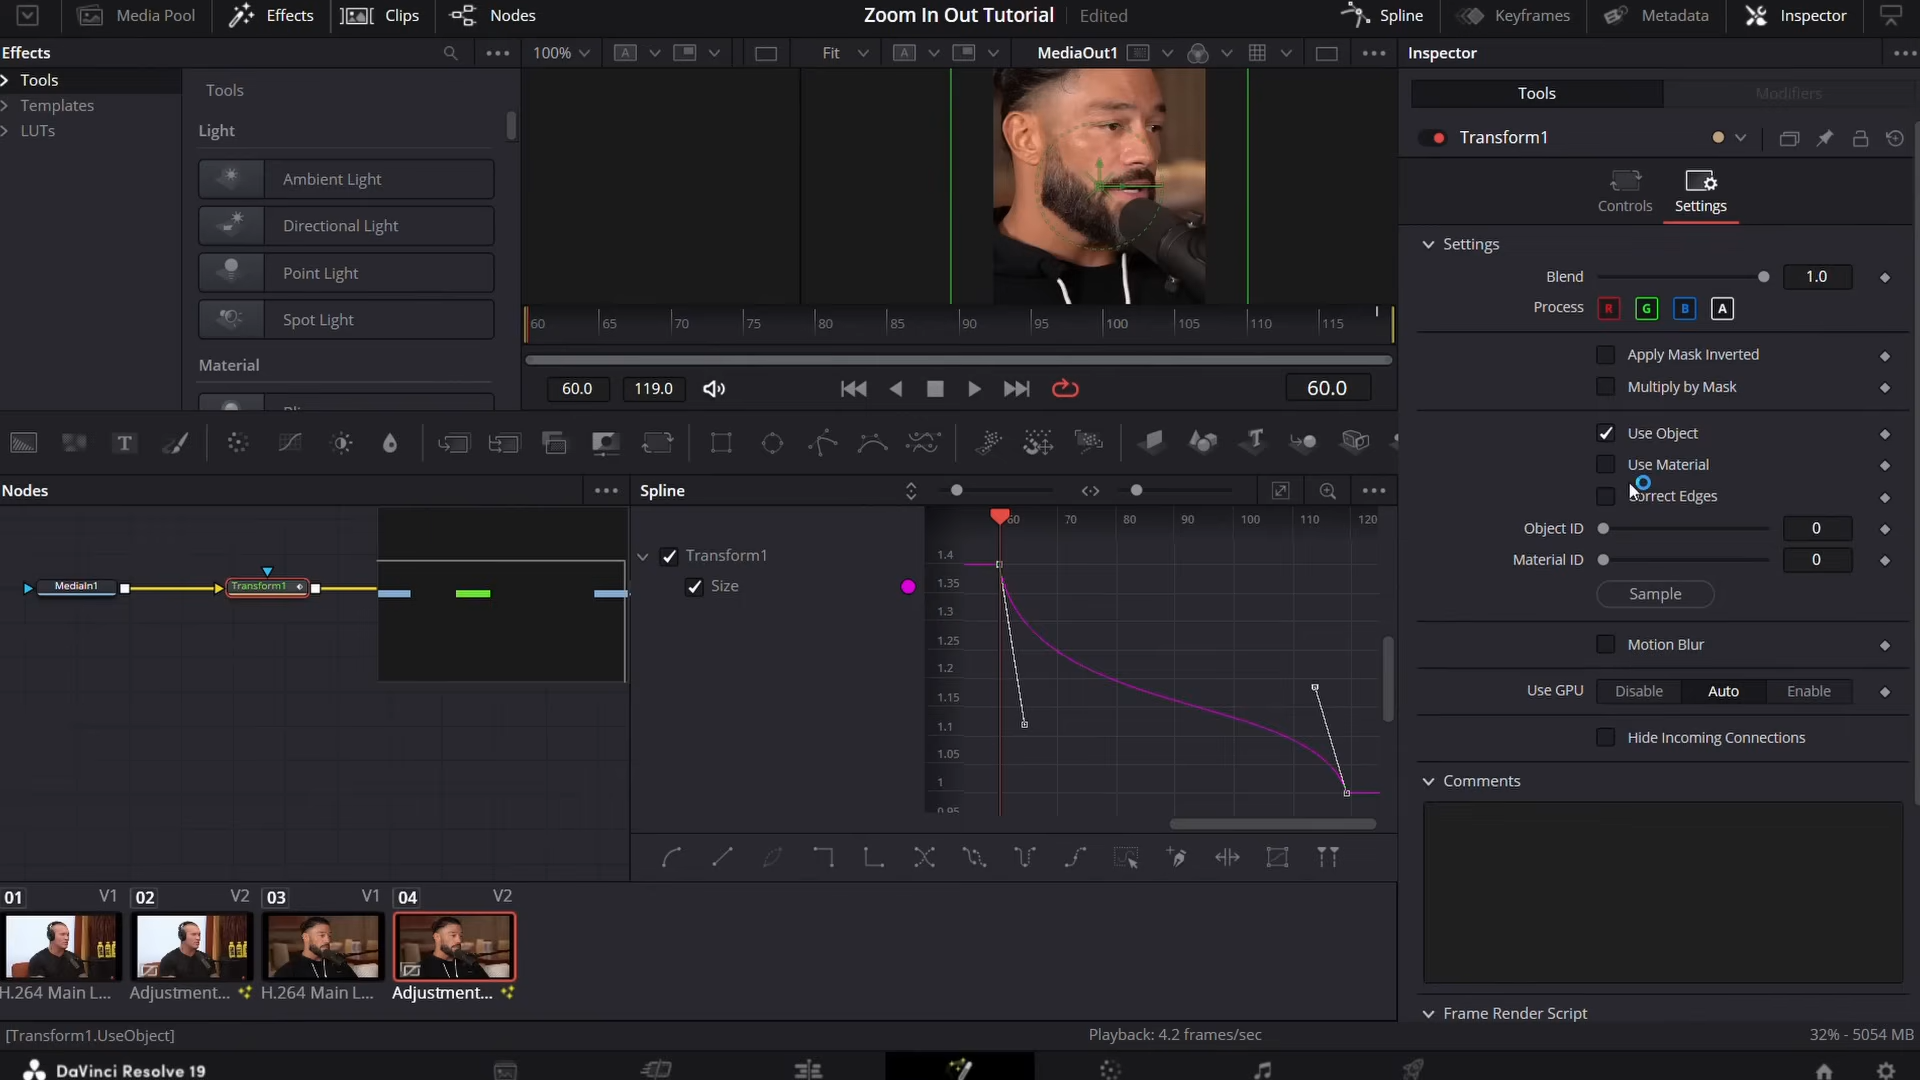 Media Pool
Effects
Clips
Nodes
Zoom In Out Tutorial
Edited
Spline
Keyframes
Metadata
Inspector
Effects
100%
A
Fit
A
MediaOut1
Inspector
Tools
Templates
LUTs
Tools
Light
Ambient Light
Directional Light
Point Light
Spot Light
Material
60 65 70 75 80 85 90 95 100 105 110 115
60.0
119.0
60.0
T
Tools
Modifiers
Transform1
Controls
Settings
Settings
Blend
1.0
Process
R
G
B
A
Apply Mask Inverted
Multiply by Mask
Use Object
Use Material
Correct Edges
Object ID
0
Material ID
0
Sample
Motion Blur
Use GPU
Disable
Auto
Enable
Hide Incoming Connections
Comments
Frame Render Script
Nodes
MediaIn1
Transform1
Spline
Transform1
Size
60 70 80 90 100 110 120
1.4
1.35
1.3
1.25
1.2
1.15
1.1
1.05
1
0.95
01 V1
02 V2
03 V1
04 V2
H.264 Main L...
Adjustment...
H.264 Main L...
Adjustment...
[Transform1.UseObject]
Playback: 4.2 frames/sec
32% - 5054 MB
DaVinci Resolve 19